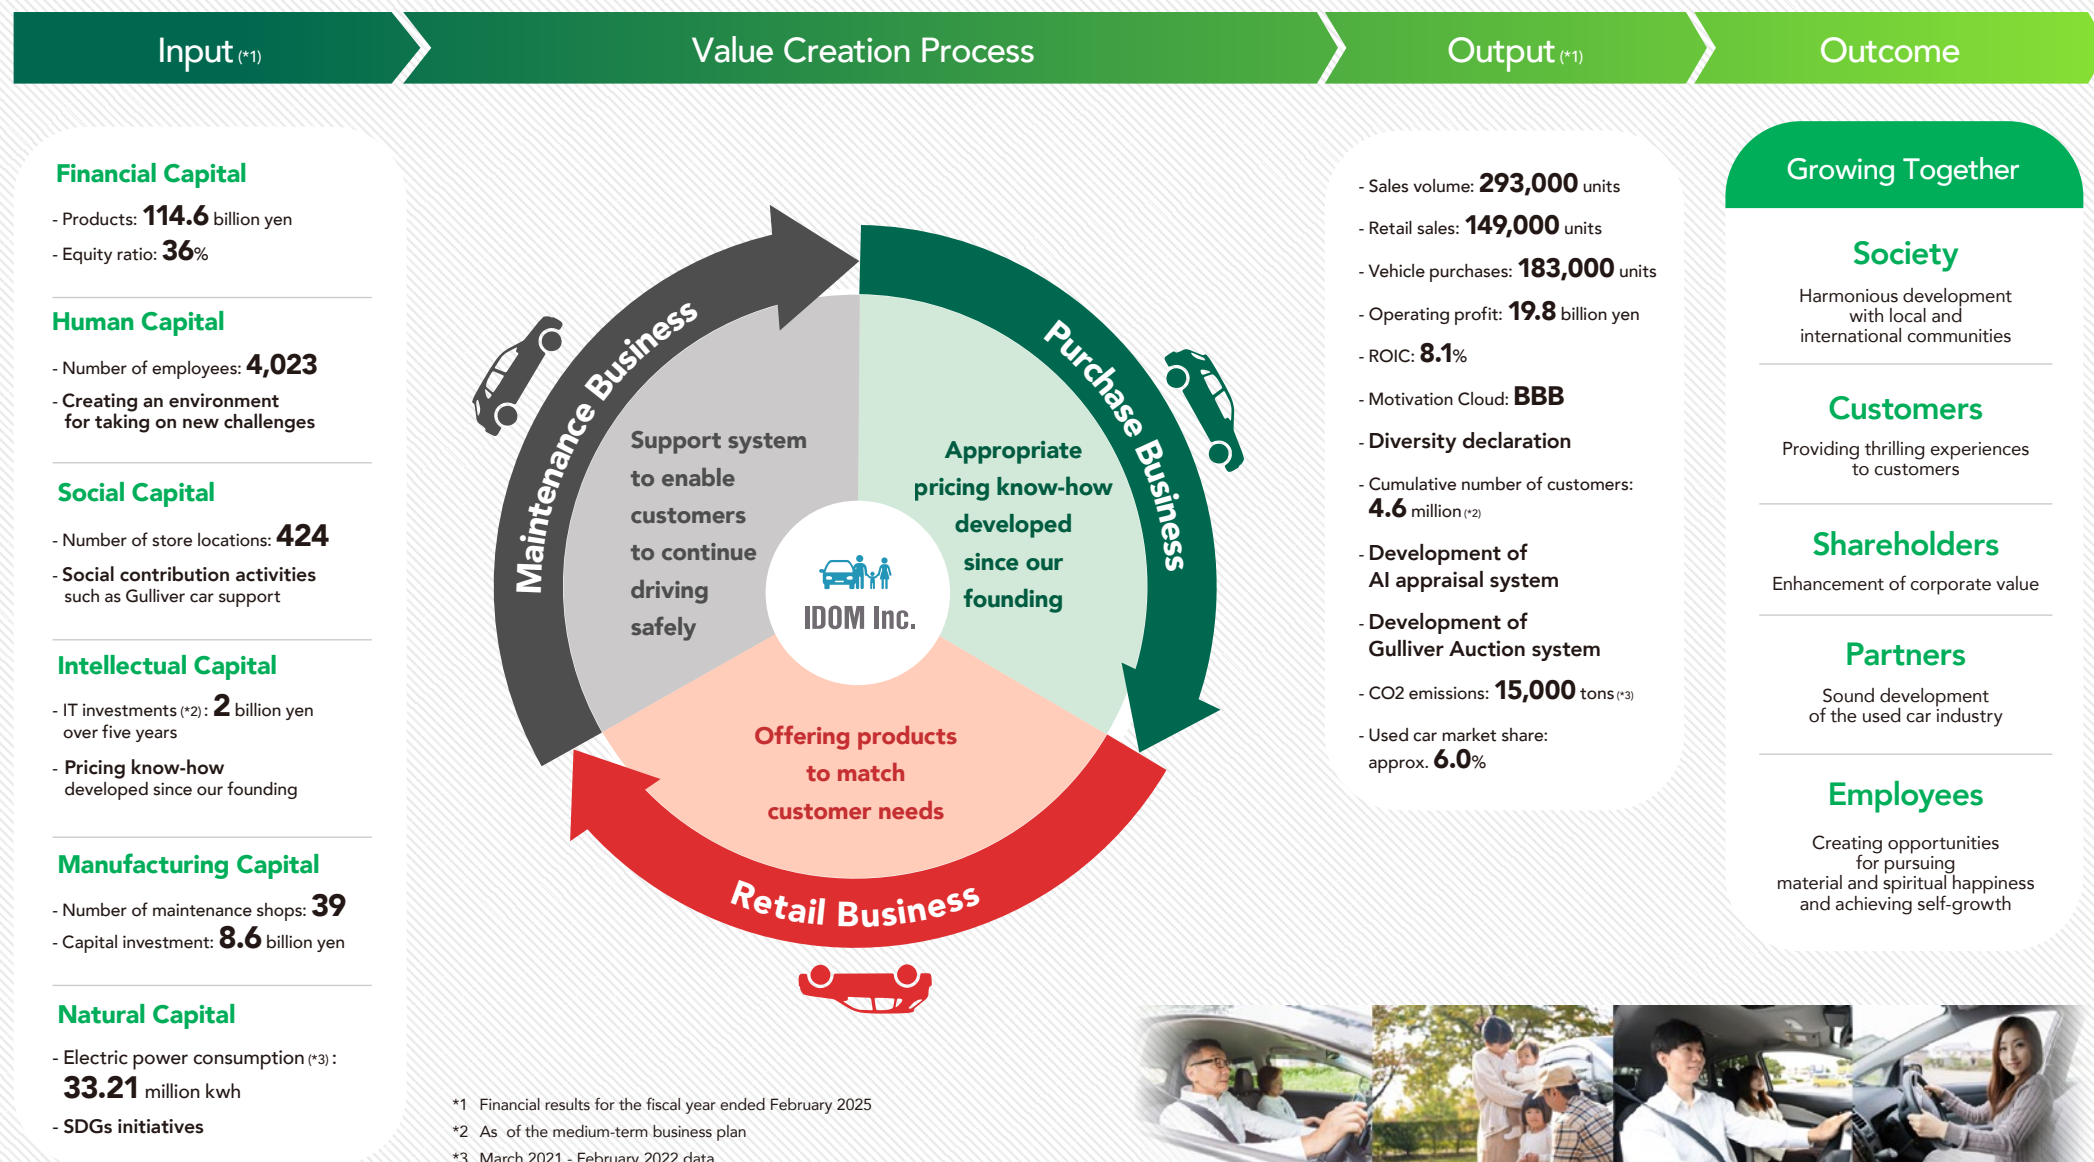 Input (*1)
Value Creation Process
Output (*1)
Outcome
Financial Capital
- Products: 114.6 billion yen
- Equity ratio: 36%
Human Capital
- Number of employees: 4,023
- Creating an environment
for taking on new challenges
Social Capital
- Number of store locations: 424
- Social contribution activities
such as Gulliver car support
Intellectual Capital
- IT investments (*2) : 2 billion yen
over five years
- Pricing know-how
developed since our founding
Manufacturing Capital
- Number of maintenance shops: 39
- Capital investment: 8.6 billion yen
Natural Capital
- Electric power consumption (*3) :
33.21 million kwh
- SDGs initiatives
Maintenance Business
Support system
to enable
customers
to continue
driving
safely
Purchase Business
Appropriate
pricing know-how
developed
since our
founding
IDOM Inc.
Offering products
to match
customer needs
Retail Business
*1 Financial results for the fiscal year ended February 2025
*2 As of the medium-term business plan
*3 March 2021 - February 2022 data
- Sales volume: 293,000 units
- Retail sales: 149,000 units
- Vehicle purchases: 183,000 units
- Operating profit: 19.8 billion yen
- ROIC: 8.1%
- Motivation Cloud: BBB
- Diversity declaration
- Cumulative number of customers:
4.6 million (*2)
- Development of
AI appraisal system
- Development of
Gulliver Auction system
- CO2 emissions: 15,000 tons (*3)
- Used car market share:
approx. 6.0%
Growing Together
Society
Harmonious development
with local and
international communities
Customers
Providing thrilling experiences
to customers
Shareholders
Enhancement of corporate value
Partners
Sound development
of the used car industry
Employees
Creating opportunities
for pursuing
material and spiritual happiness
and achieving self-growth